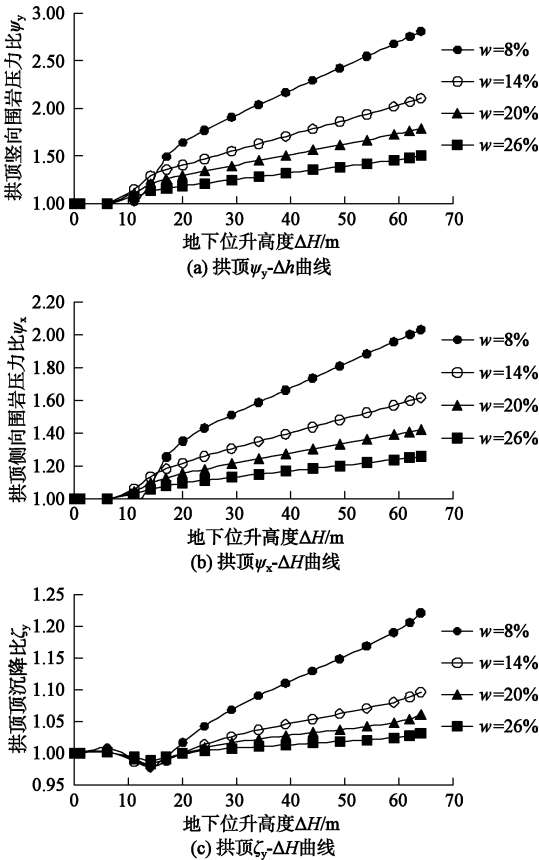 拱顶竖向围岩压力比ψy
3.00
2.50
2.00
1.50
1.00
0 10 20 30 40 50 60 70
w=8%
w=14%
w=20%
w=26%
地下位升高度ΔH/m
(a) 拱顶ψy-Δh曲线
拱顶侧向围岩压力比ψx
2.20
2.00
1.80
1.60
1.40
1.20
1.00
0 10 20 30 40 50 60 70
w=8%
w=14%
w=20%
w=26%
地下位升高度ΔH/m
(b) 拱顶ψx-ΔH曲线
拱顶顶沉降比ζy
1.25
1.20
1.15
1.10
1.05
1.00
0.95
0 10 20 30 40 50 60 70
w=8%
w=14%
w=20%
w=26%
地下位升高度ΔH/m
(c) 拱顶ζy-ΔH曲线